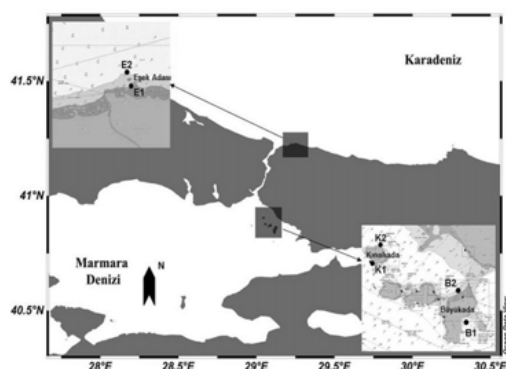 Karadeniz
E2
Eşek Adası
E1
41.5°
41°
40.5°
Marmara
Denizi
N
K2
Kınalıada
K1
B2
Büyükada
B1
28°E
28.5°
29°E
29.5°
30°E
30.5°E